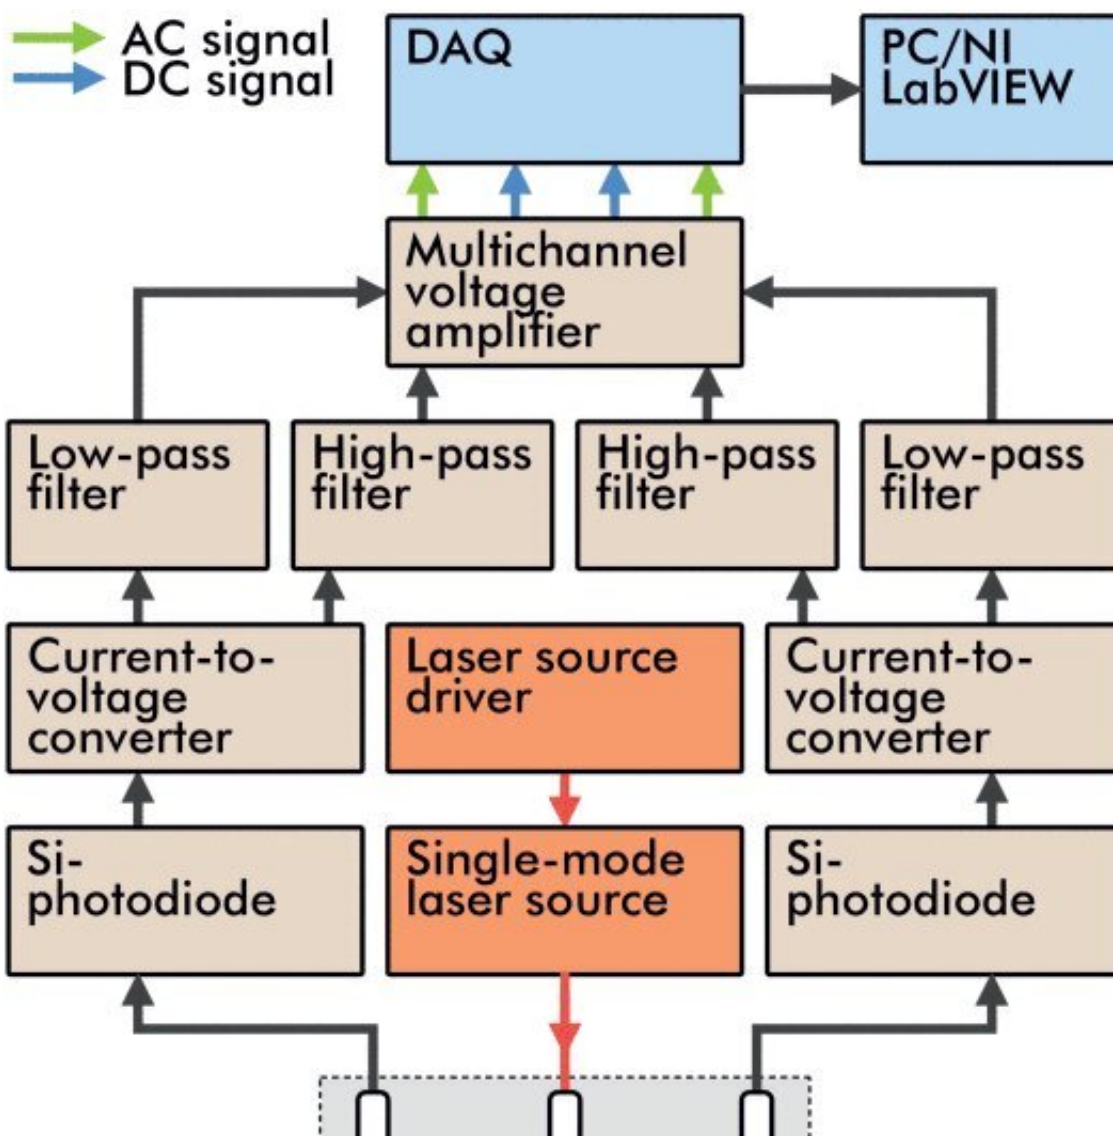 AC signal
DC signal
DAQ
PC/NI
LabVIEW
Multichannel
voltage
amplifier
Low-pass
filter
High-pass
filter
High-pass
filter
Low-pass
filter
Current-to-
voltage
converter
Laser source
driver
Current-to-
voltage
converter
Si-
photodiode
Single-mode
laser source
Si-
photodiode